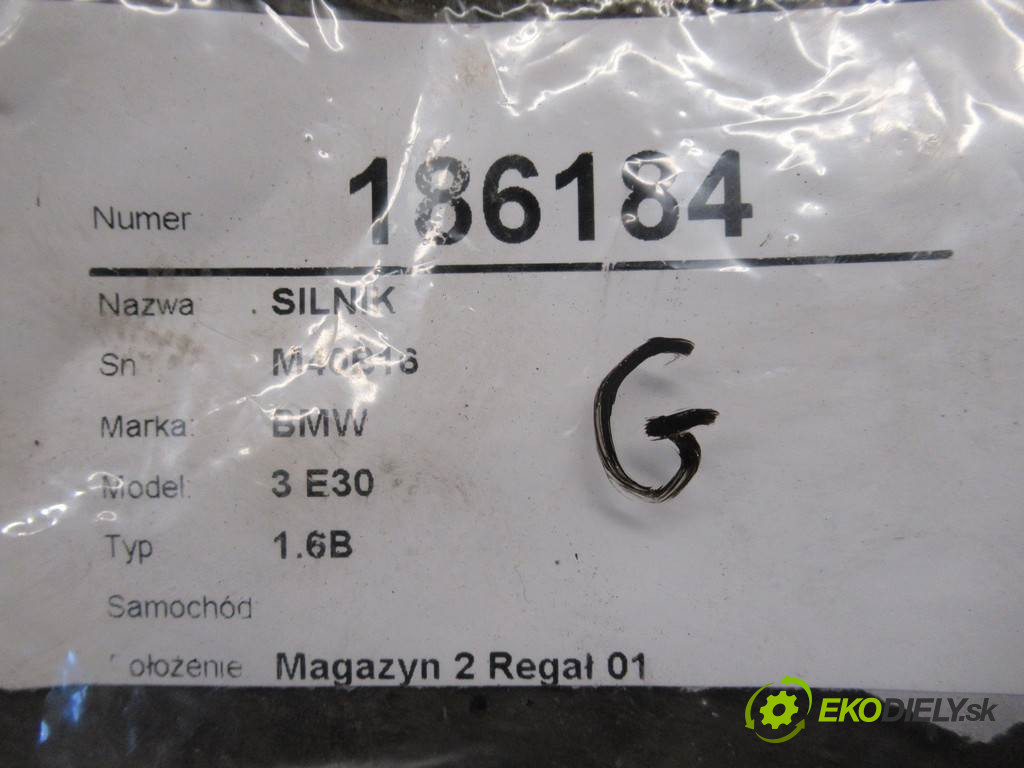 Numer 186184
Nazwa . SILNIK
Sn M40B16
Marka: BMW
Model: 3 E30
Typ 1.6B
G
Samochód
Magazyn 2 Regał 01
EKODIELY.sk